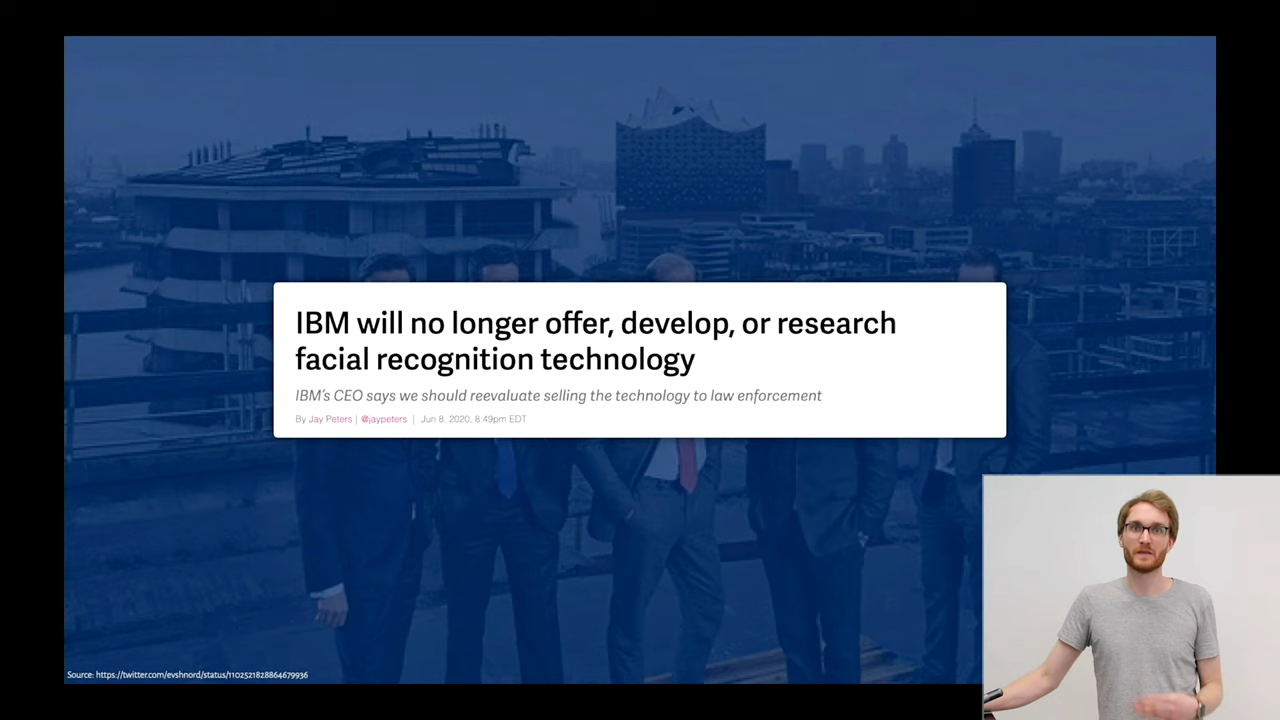 IBM will no longer offer, develop, or research
facial recognition technology
IBM's CEO says we should reevaluate selling the technology to law enforcement
By Jay Peters | @jaypeters | Jun 8, 2020, 8:49pm EDT
Source: https://twitter.com/evshnord/status/1102521828864679936